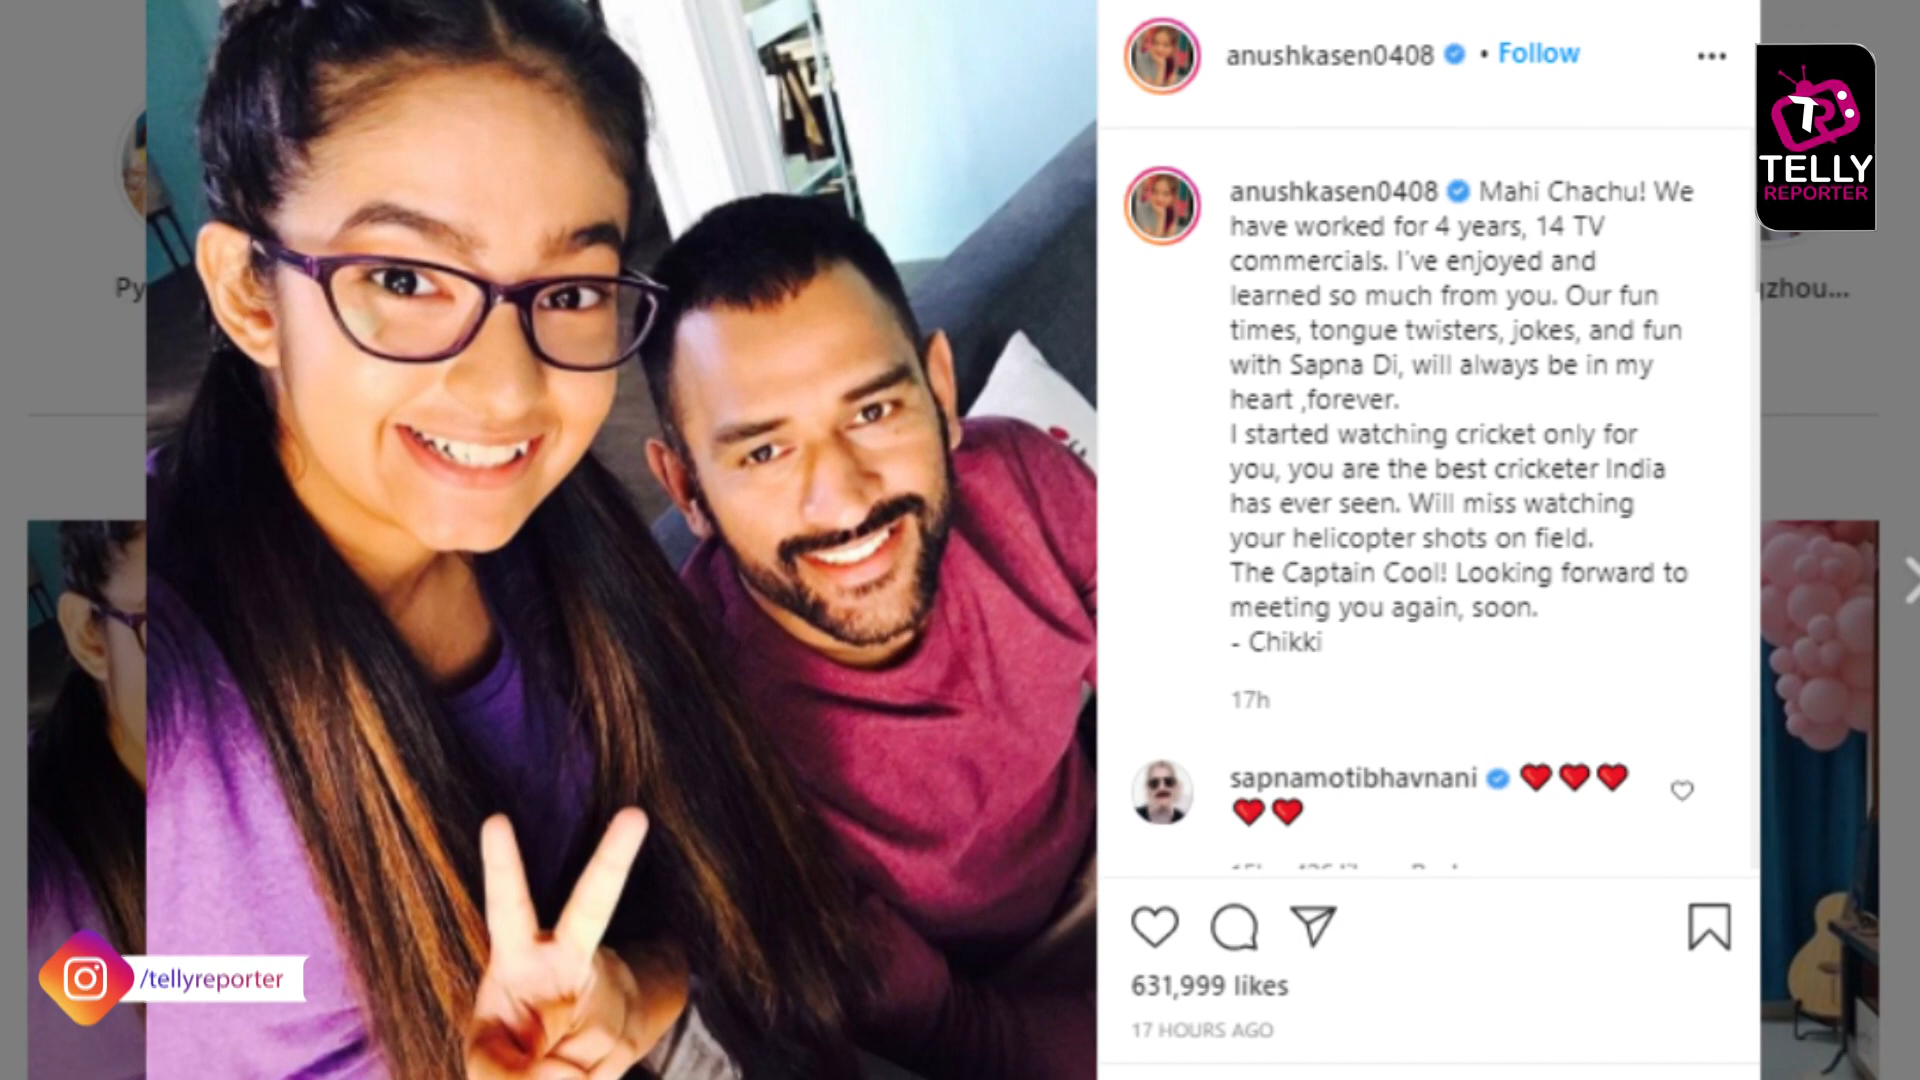 anushkasen0408 • Follow
TELLY
REPORTER
anushkasen0408 Mahi Chachu! We
have worked for 4 years, 14 TV
commercials. I've enjoyed and
learned so much from you. Our fun
times, tongue twisters, jokes, and fun
with Sapna Di, will always be in my
heart ,forever.
I started watching cricket only for
you, you are the best cricketer India
has ever seen. Will miss watching
your helicopter shots on field.
The Captain Cool! Looking forward to
meeting you again, soon.
- Chikki
17h
sapnamotibhavnani ❤️❤️❤️
❤️❤️
631,999 likes
17 HOURS AGO
/tellyreporter